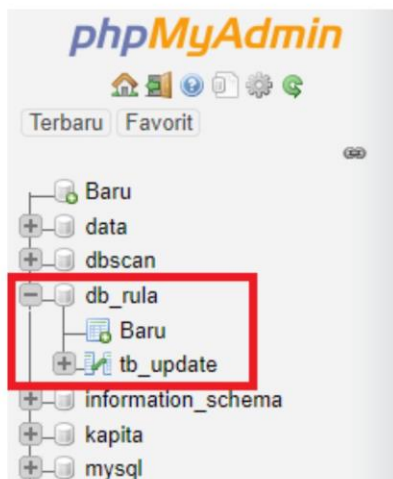 phpMyAdmin
Terbaru Favorit
Baru
data
dbscan
db_rula
Baru
tb_update
information_schema
kapita
mysql